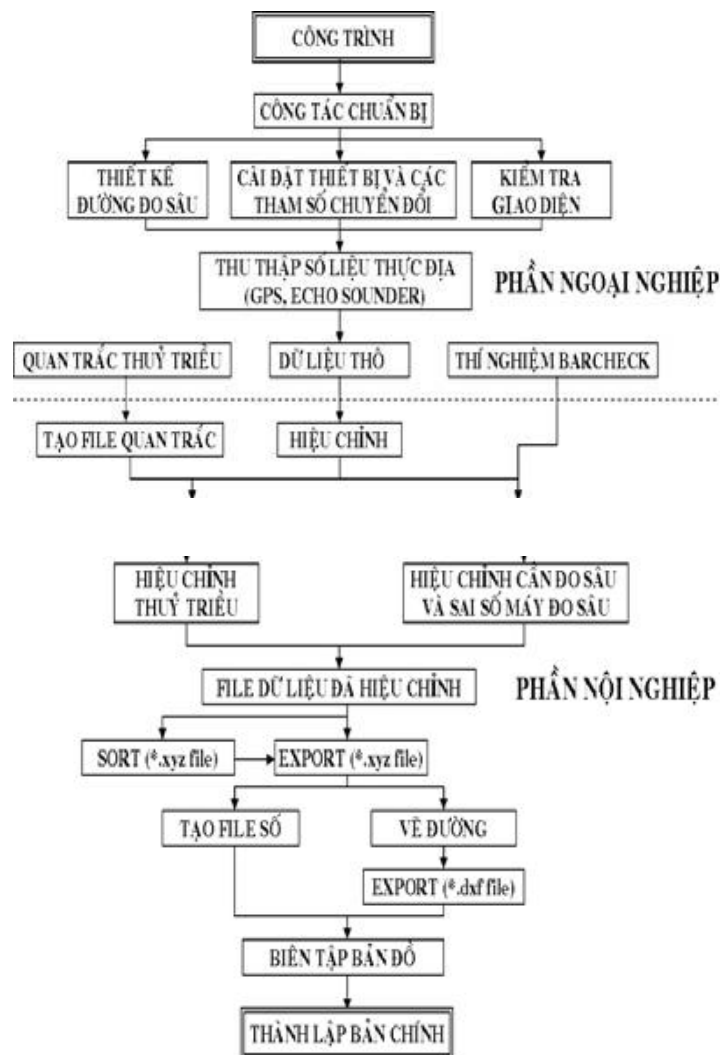 CÔNG TRÌNH
CÔNG TÁC CHUẨN BỊ
THIẾT KẾ
ĐƯỜNG ĐO SÂU
CÀI ĐẶT THIẾT BỊ VÀ CÁC
THAM SỐ CHUYỂN ĐỔI
KIỂM TRA
GIAO DIỆN
THU THẬP SỐ LIỆU THỰC ĐỊA
(GPS, ECHO SOUNDER)
PHẦN NGOẠI NGHIỆP
QUAN TRẮC THUỶ TRIỀU
DỮ LIỆU THÔ
THÍ NGHIỆM BARCHECK
TẠO FILE QUAN TRẮC
HIỆU CHỈNH
HIỆU CHỈNH
THUỶ TRIỀU
HIỆU CHỈNH CẦN ĐO SÂU
VÀ SAI SỐ MÁY ĐO SÂU
FILE DỮ LIỆU ĐÃ HIỆU CHỈNH
PHẦN NỘI NGHIỆP
SORT (*.xyz file)
EXPORT (*.xyz file)
TẠO FILE SỐ
VẼ ĐƯỜNG
EXPORT (*.dxf file)
BIÊN TẬP BẢN ĐỒ
THÀNH LẬP BẢN CHÍNH